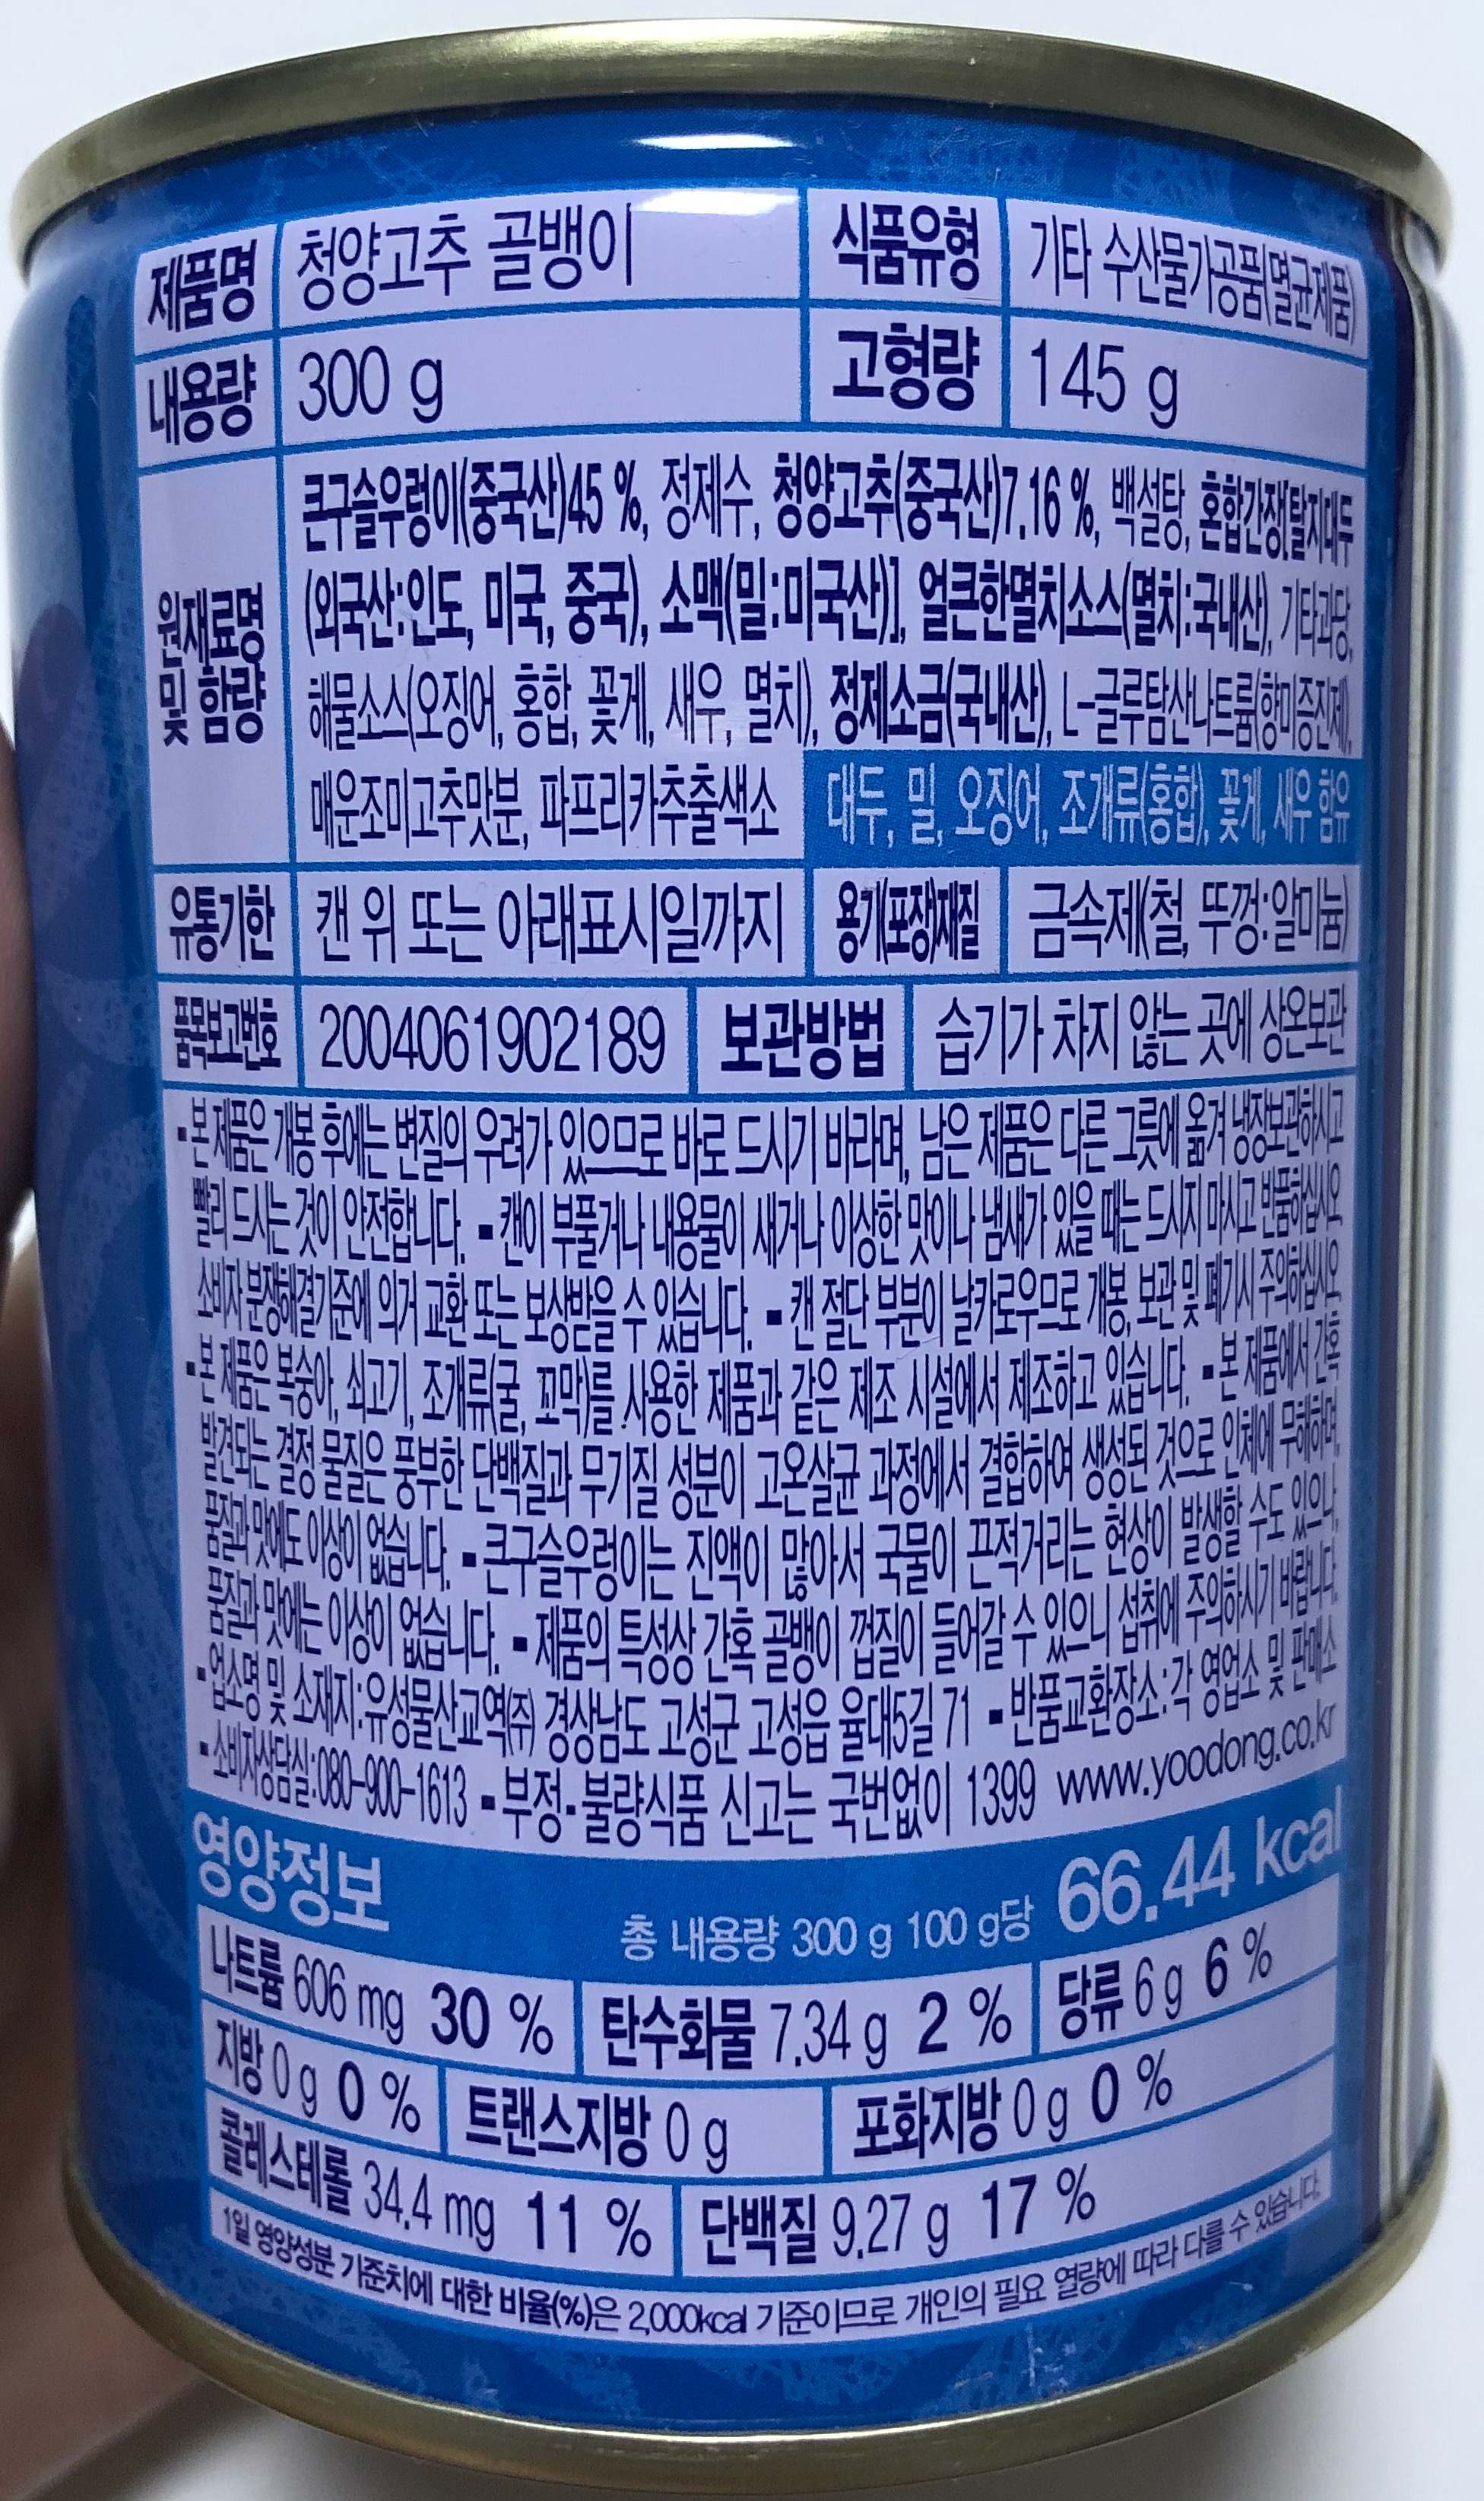 제품명 청양고추 골뱅이 식품유형 기타 수산물가공품(멸균제품)
내용량 300 g 고형량 145 g
원재료명 및 함량
큰구슬우렁이(중국산)45 %, 정제수, 청양고추(중국산)7.16 %, 백설탕, 혼합간장[탈지대두
(외국산:인도, 미국, 중국), 소맥(밀:미국산)], 얼큰한멸치소스(멸치:국내산), 기타과당,
해물소스(오징어, 홍합, 꽃게, 새우, 멸치), 정제소금(국내산), L-글루탐산나트륨(향미증진제),
매운조미고추맛분, 파프리카추출색소 대두, 밀, 오징어, 조개류(홍합), 꽃게, 새우 함유
유통기한 캔 위 또는 아래표시일까지 용기(포장)재질 금속제(철, 뚜껑:알미늄)
품목보고번호 2004061902189 보관방법 습기가 차지 않는 곳에 상온보관
▪본 제품은 개봉 후에는 변질의 우려가 있으므로 바로 드시기 바라며, 남은 제품은 다른 그릇에 옮겨 냉장보관하시고
빨리 드시는 것이 안전합니다. ▪캔이 부풀거나 내용물이 새거나 이상한 맛이나 냄새가 있을 때는 드시지 마시고 반품하십시오.
소비자 분쟁해결기준에 의거 교환 또는 보상받을 수 있습니다. ▪캔 절단 부분이 날카로우므로 개봉, 보관 및 폐기시 주의하십시오.
▪본 제품은 복숭아, 쇠고기, 조개류(굴, 꼬막)를 사용한 제품과 같은 제조 시설에서 제조하고 있습니다. ▪본 제품에서 간혹
발견되는 결정 물질은 풍부한 단백질과 무기질 성분이 고온살균 과정에서 결합하여 생성된 것으로 인체에 무해하며,
품질과 맛에도 이상이 없습니다. ▪큰구슬우렁이는 진액이 많아서 국물이 끈적거리는 현상이 발생할 수도 있으나,
품질과 맛에는 이상이 없습니다. ▪제품의 특성상 간혹 골뱅이 껍질이 들어갈 수 있으니 섭취에 주의하시기 바랍니다.
▪업소명 및 소재지:유성물산교역(주) 경상남도 고성군 고성읍 율대5길 71 ▪반품교환장소:각 영업소 및 판매소
▪소비자상담실:080-900-1613 ▪부정·불량식품 신고는 국번없이 1399 www.yoodong.co.kr
영양정보 총 내용량 300 g 100 g당 66.44 kcal
나트륨 606 mg 30 % 탄수화물 7.34 g 2 % 당류 6 g 6 %
지방 0 g 0 % 트랜스지방 0 g 포화지방 0 g 0 %
콜레스테롤 34.4 mg 11 % 단백질 9.27 g 17 %
1일 영양성분 기준치에 대한 비율(%)은 2,000kcal 기준이므로 개인의 필요 열량에 따라 다를 수 있습니다.